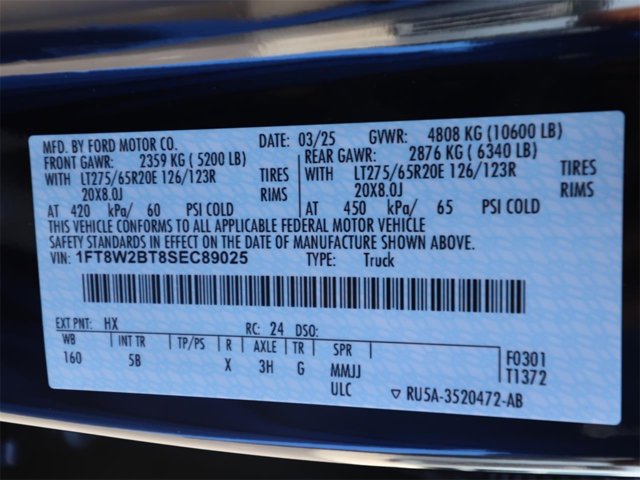 MFD. BY FORD MOTOR CO. DATE: 03/25 GVWR: 4808 KG (10600 LB)
FRONT GAWR: 2359 KG (5200 LB) REAR GAWR: 2876 KG (6340 LB)
WITH LT275/65R20E 126/123R TIRES WITH LT275/65R20E 126/123R TIRES
20X8.0J RIMS 20X8.0J RIMS
AT 420 kPa/ 60 PSI COLD AT 450 kPa/ 65 PSI COLD
THIS VEHICLE CONFORMS TO ALL APPLICABLE FEDERAL MOTOR VEHICLE
SAFETY STANDARDS IN EFFECT ON THE DATE OF MANUFACTURE SHOWN ABOVE.
VIN: 1FT8W2BT8SEC89025 TYPE: Truck
EXT PNT: HX RC: 24 DSO:
WB INT TR TP/PS R AXLE TR SPR F0301
160 5B X 3H G MMJJ T1372
ULC ▽ RU5A-3520472-AB